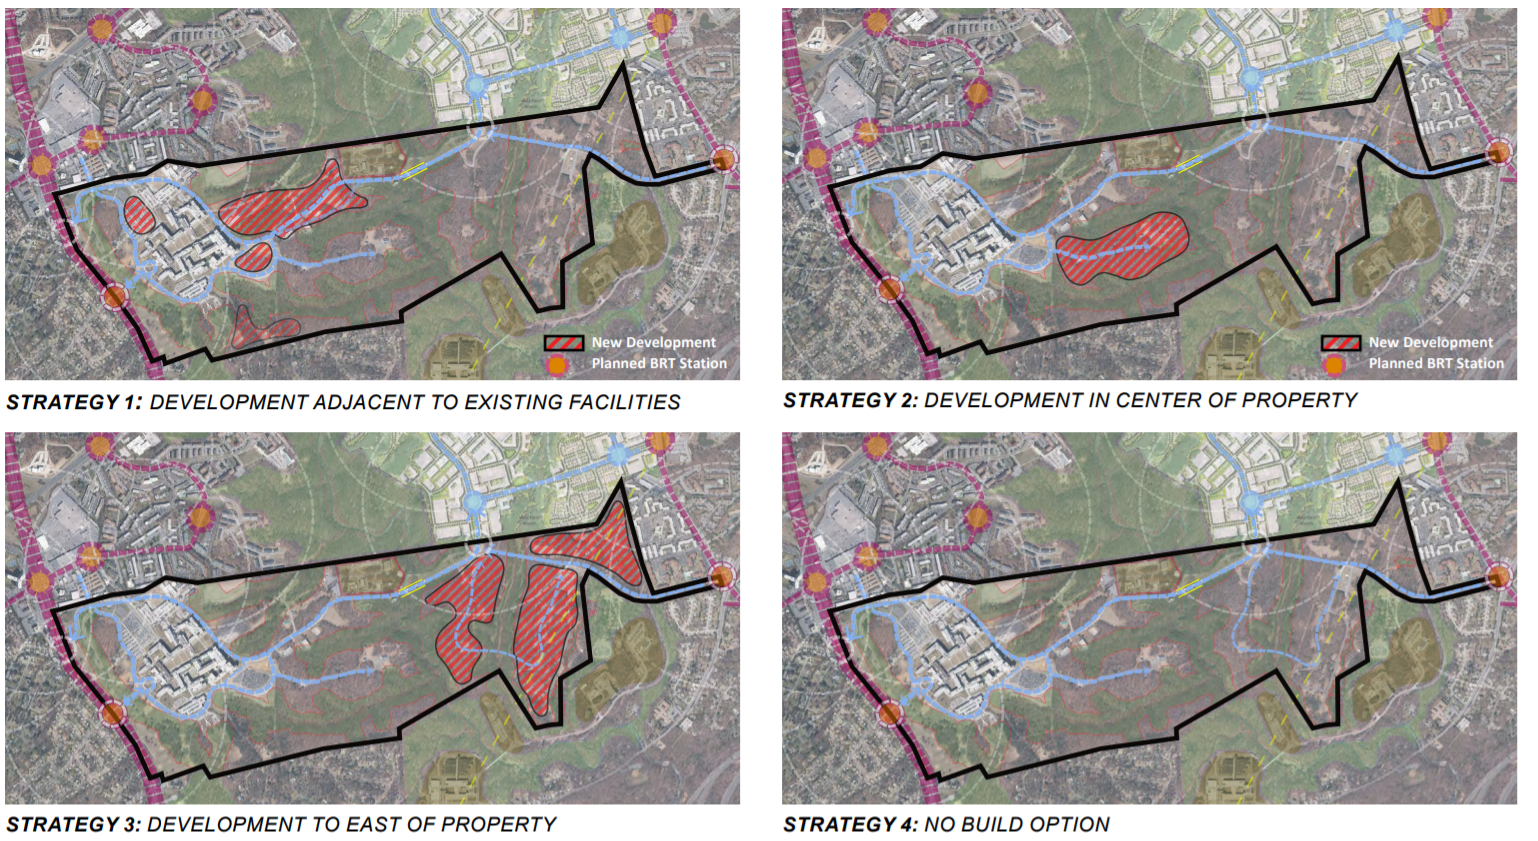 New Development
Planned BRT Station
STRATEGY 1: DEVELOPMENT ADJACENT TO EXISTING FACILITIES
New Development
Planned BRT Station
STRATEGY 2: DEVELOPMENT IN CENTER OF PROPERTY
STRATEGY 3: DEVELOPMENT TO EAST OF PROPERTY
STRATEGY 4: NO BUILD OPTION